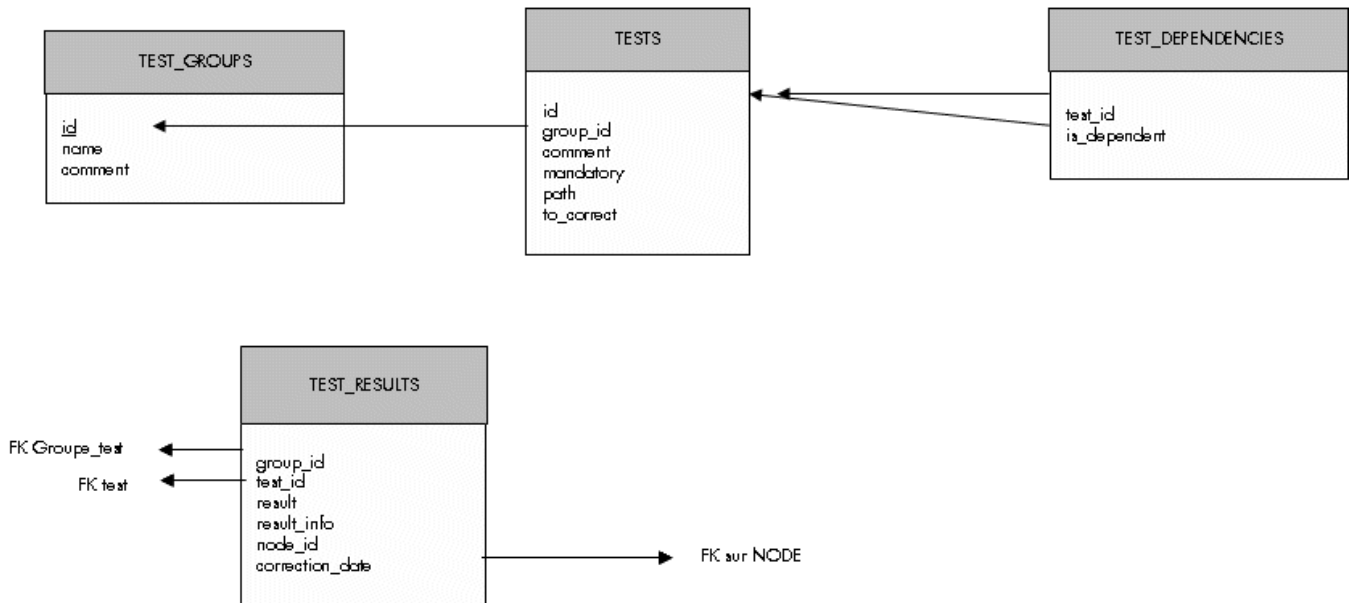 TEST_GROUPS
id
name
comment
TESTS
id
group_id
comment
mandatory
path
to_correct
TEST_DEPENDENCIES
test_id
is_dependent
TEST_RESULTS
group_id
test_id
result
result_info
node_id
correction_date
FK Groupe_test
FK test
FK sur NODE